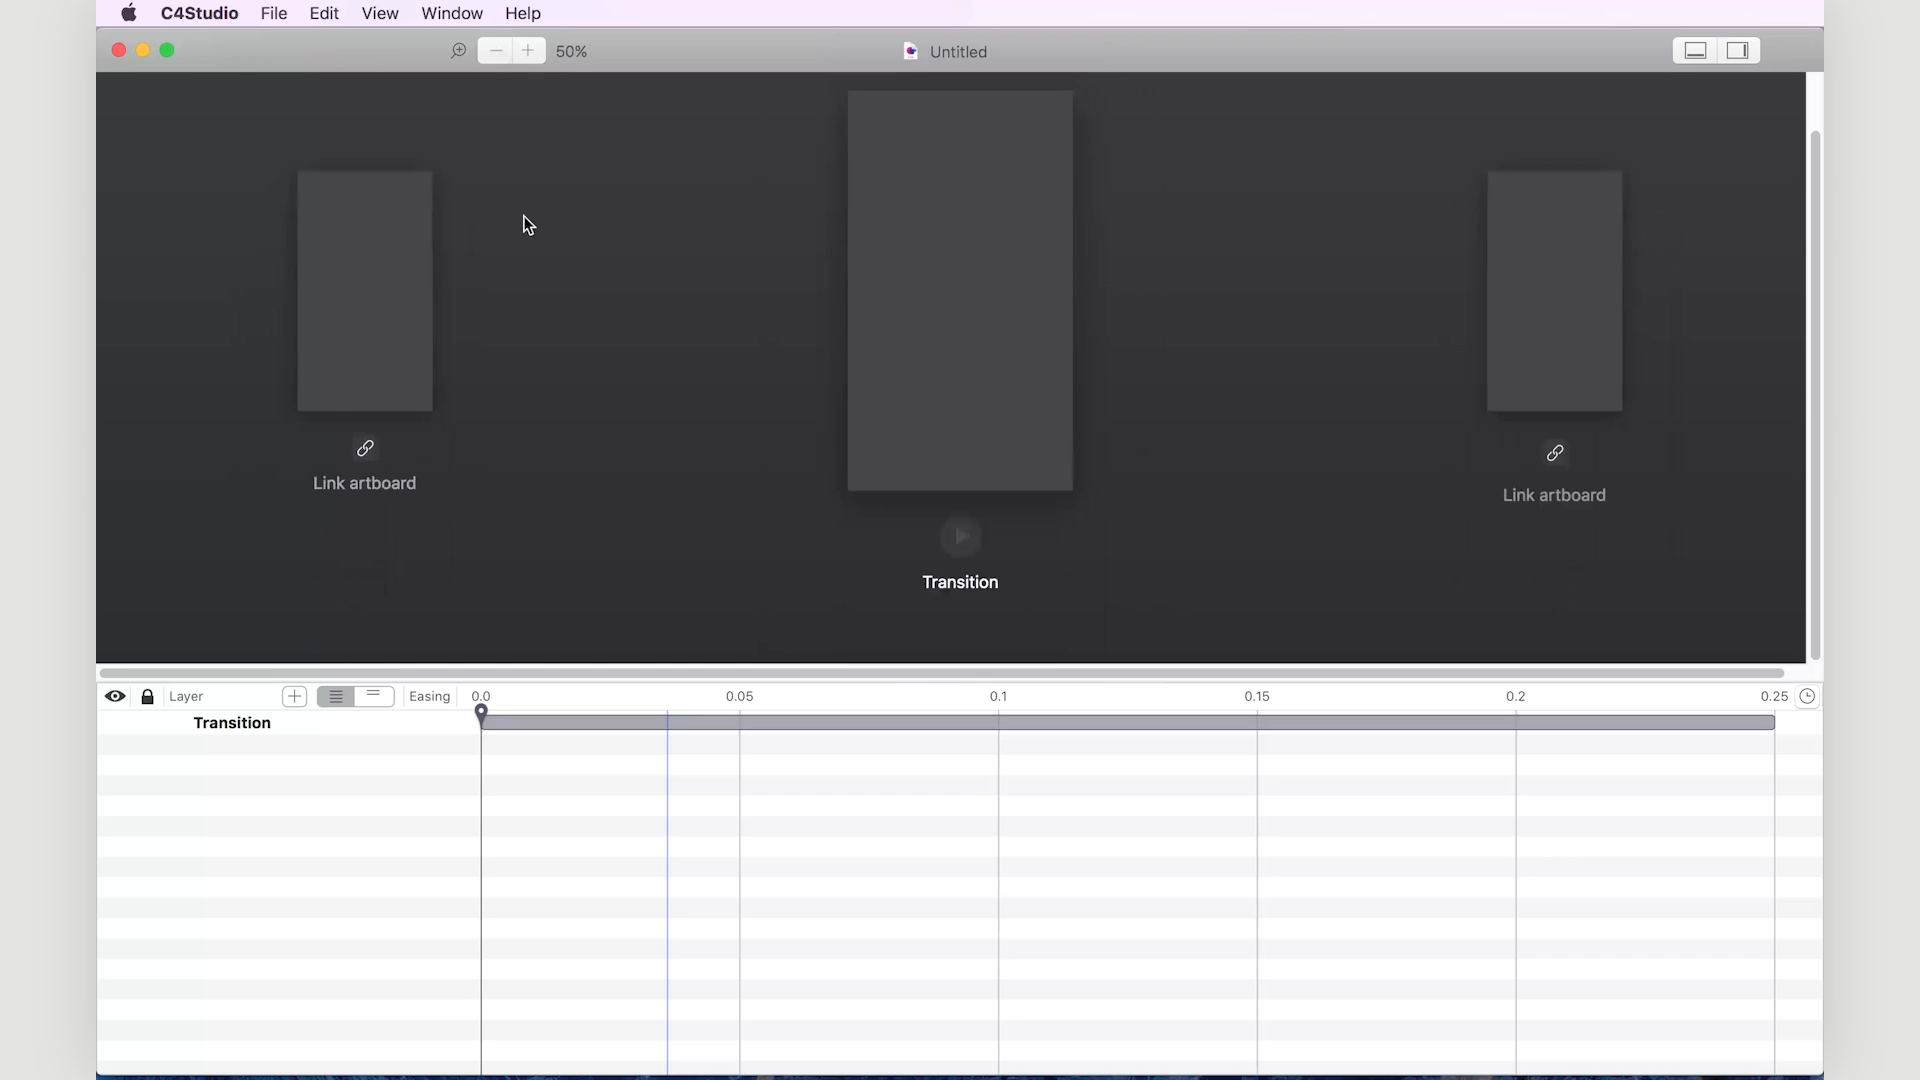 C4Studio File Edit View Window Help
50% Untitled
Link artboard
Link artboard
Transition
Layer Easing 0.0 0.05 0.1 0.15 0.2 0.25
Transition